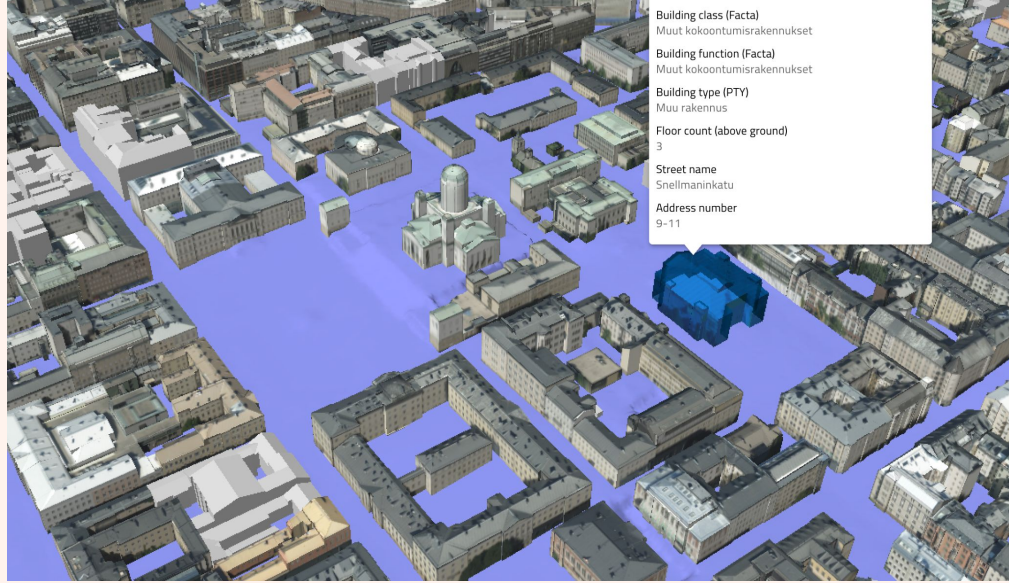 Building class (Facta)
Muut kokoontumisrakennukset
Building function (Facta)
Muut kokoontumisrakennukset
Building type (PTY)
Muu rakennus
Floor count (above ground)
3
Street name
Snellmaninkatu
Address number
9-11